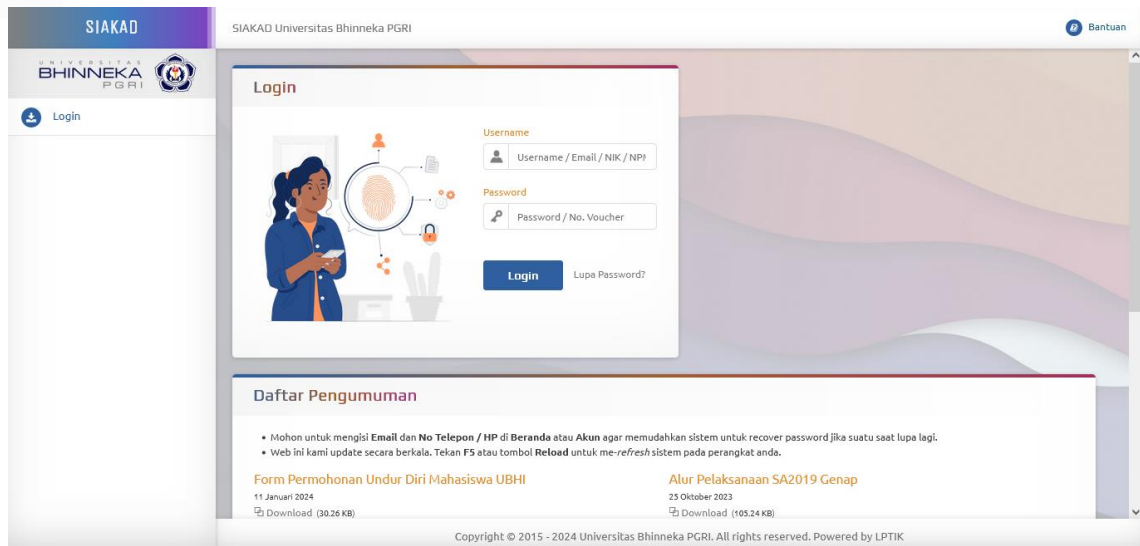 SIAKAD
SIAKAD Universitas Bhinneka PGRI
Bantuan
UNIVERSITAS
BHINNEKA
PGRI
Login
Login
Username
Username / Email / NIK / NPM
Password
Password / No. Voucher
Login
Lupa Password?
Daftar Pengumuman
• Mohon untuk mengisi Email dan No Telepon / HP di Beranda atau Akun agar memudahkan sistem untuk recover password jika suatu saat lupa lagi.
• Web ini kami update secara berkala. Tekan F5 atau tombol Reload untuk me-refresh sistem pada perangkat anda.
Form Permohonan Undur Diri Mahasiswa UBHI
11 Januari 2024
Download (30.26 KB)
Alur Pelaksanaan SA2019 Genap
25 Oktober 2023
Download (105.24 KB)
Copyright © 2015 - 2024 Universitas Bhinneka PGRI. All rights reserved. Powered by LPTIK